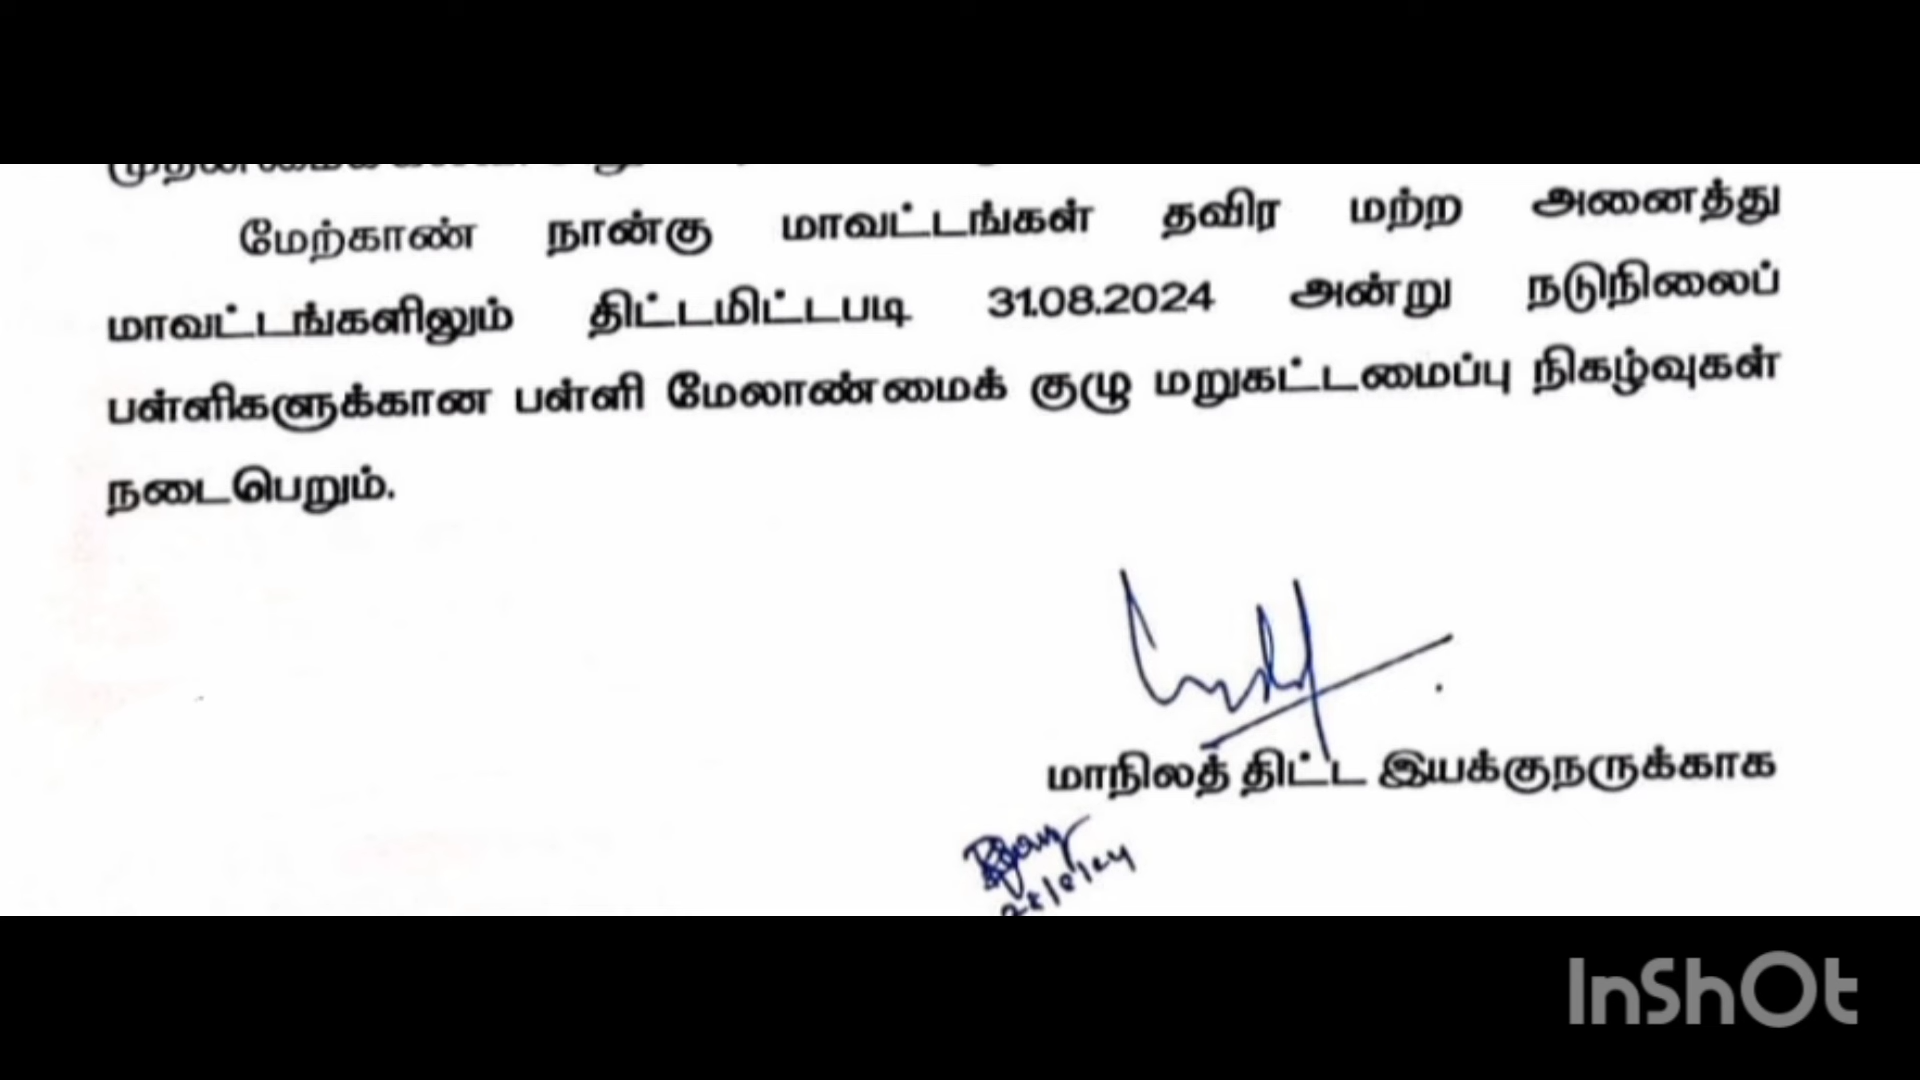 மேற்காண் நான்கு மாவட்டங்கள் தவிர மற்ற அனைத்து
மாவட்டங்களிலும் திட்டமிட்டபடி 31.08.2024 அன்று நடுநிலைப்
பள்ளிகளுக்கான பள்ளி மேலாண்மைக் குழு மறுகட்டமைப்பு நிகழ்வுகள்
நடைபெறும்.
மாநிலத் திட்ட இயக்குநருக்காக
InShOt